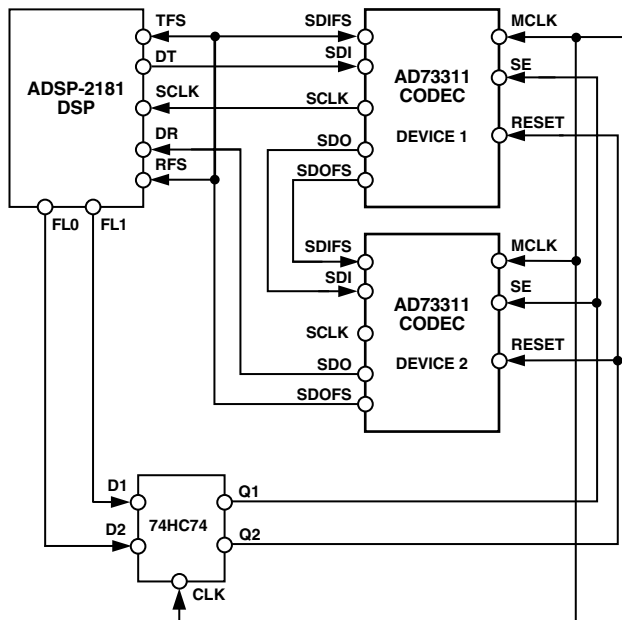 TFS
DT
SCLK
DR
RFS
ADSP-2181
DSP
FL0
FL1
SDIFS
SDI
SCLK
SDO
SDOFS
AD73311
CODEC
DEVICE 1
MCLK
SE
RESET
SDIFS
SDI
SCLK
SDO
SDOFS
AD73311
CODEC
DEVICE 2
MCLK
SE
RESET
D1
D2
74HC74
Q1
Q2
CLK